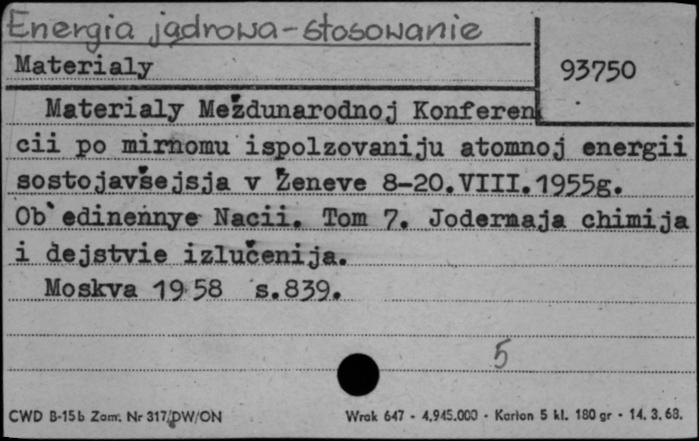 Energia jądrowa-stosowanie
Materialy
93750
Materialy Meždunarodnoj Konferen
cii po mirnomu ispolzovaniju atomnoj energii
sostojavšejsja v Ženeve 8-20.VIII.1955g.
Ob`edinennye Nacii. Tom 7. Jodernaja chimija
i dejstvie izlučenija.
Moskva 1958 s.839.
5
CWD B-15b Zam. Nr 317/DW/ON Wrak 647 - 4.945.000 - Karton 5 kl. 180 gr - 14. 3. 68.